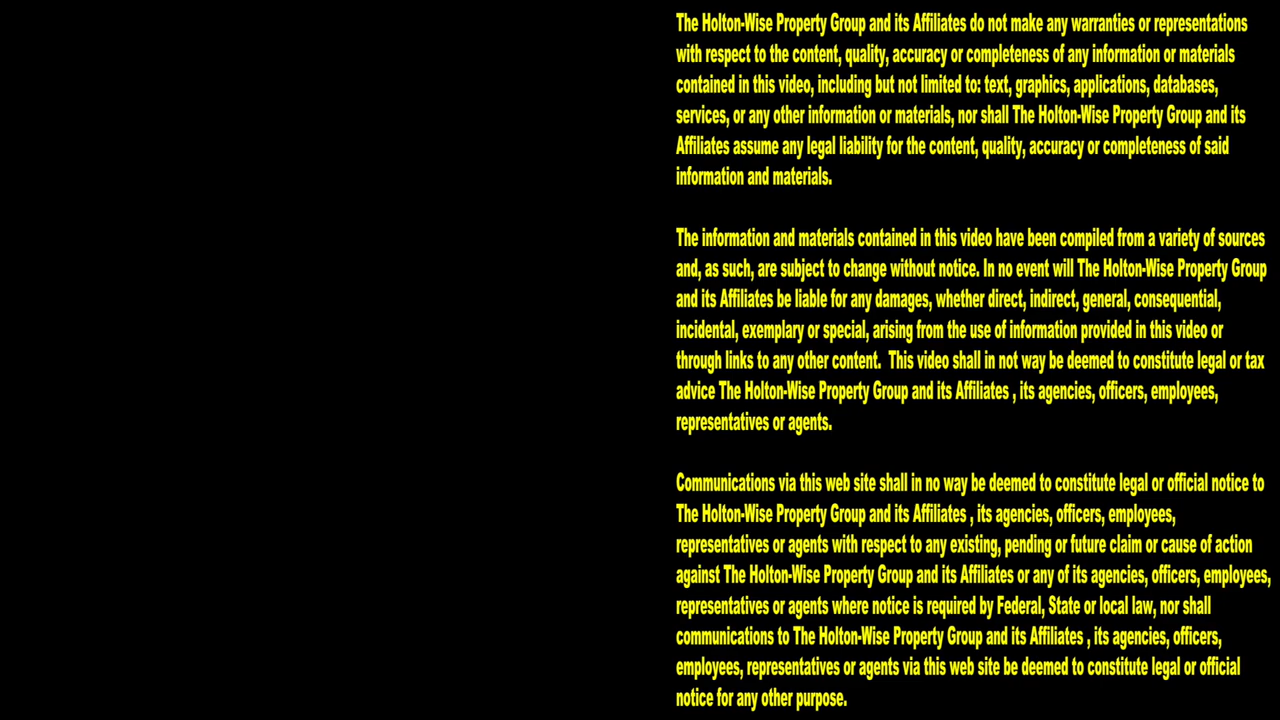 The Holton-Wise Property Group and its Affiliates do not make any warranties or representations
with respect to the content, quality, accuracy or completeness of any information or materials
contained in this video, including but not limited to: text, graphics, applications, databases,
services, or any other information or materials, nor shall The Holton-Wise Property Group and its
Affiliates assume any legal liability for the content, quality, accuracy or completeness of said
information and materials.
The information and materials contained in this video have been compiled from a variety of sources
and, as such, are subject to change without notice. In no event will The Holton-Wise Property Group
and its Affiliates be liable for any damages, whether direct, indirect, general, consequential,
incidental, exemplary or special, arising from the use of information provided in this video or
through links to any other content.  This video shall in not way be deemed to constitute legal or tax
advice The Holton-Wise Property Group and its Affiliates , its agencies, officers, employees,
representatives or agents.
Communications via this web site shall in no way be deemed to constitute legal or official notice to
The Holton-Wise Property Group and its Affiliates , its agencies, officers, employees,
representatives or agents with respect to any existing, pending or future claim or cause of action
against The Holton-Wise Property Group and its Affiliates or any of its agencies, officers, employees,
representatives or agents where notice is required by Federal, State or local law, nor shall
communications to The Holton-Wise Property Group and its Affiliates , its agencies, officers,
employees, representatives or agents via this web site be deemed to constitute legal or official
notice for any other purpose.